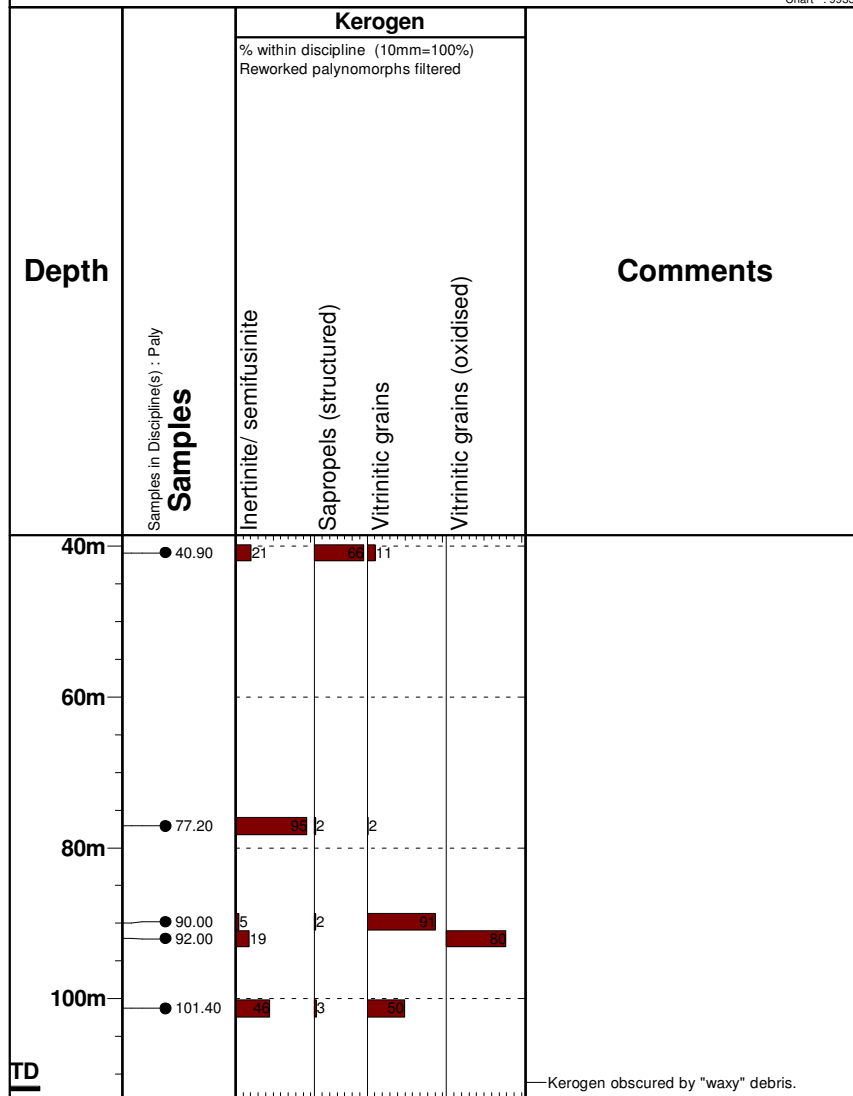 Kerogen
% within discipline (10mm=100%)
Reworked palynomorphs filtered
Depth
Samples in Discipline(s) : Paly
Samples
Inertinite/ semifusinite
Sapropels (structured)
Vitrinitic grains
Vitrinitic grains (oxidised)
Comments
40m
40.90
21
66
11
60m
77.20
95
2
2
80m
90.00
5
2
91
92.00
19
80
100m
101.40
46
3
50
TD
Kerogen obscured by "waxy" debris.